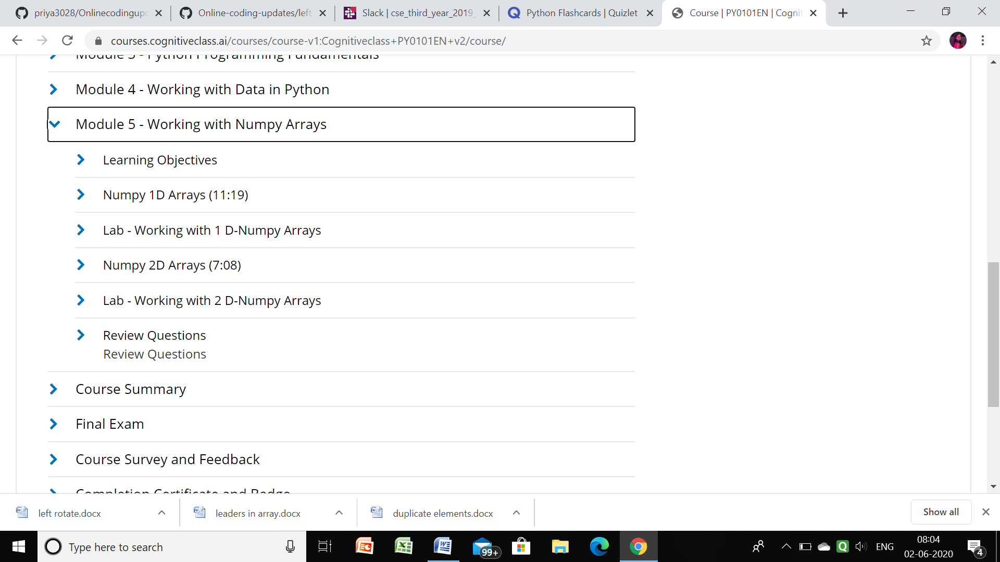 priya3028/Onlinecodingupd
Online-coding-updates/left
Slack | cse_third_year_2019_
Python Flashcards | Quizlet
Course | PY0101EN | Cognit
courses.cognitiveclass.ai/courses/course-v1:Cognitiveclass+PY0101EN+v2/course/
Module 3 - Python Programming Fundamentals
Module 4 - Working with Data in Python
Module 5 - Working with Numpy Arrays
Learning Objectives
Numpy 1D Arrays (11:19)
Lab - Working with 1 D-Numpy Arrays
Numpy 2D Arrays (7:08)
Lab - Working with 2 D-Numpy Arrays
Review Questions
Review Questions
Course Summary
Final Exam
Course Survey and Feedback
Completion Certificate and Badge
left rotate.docx
leaders in array.docx
duplicate elements.docx
Show all
Type here to search
99+
ENG
08:04
02-06-2020
4